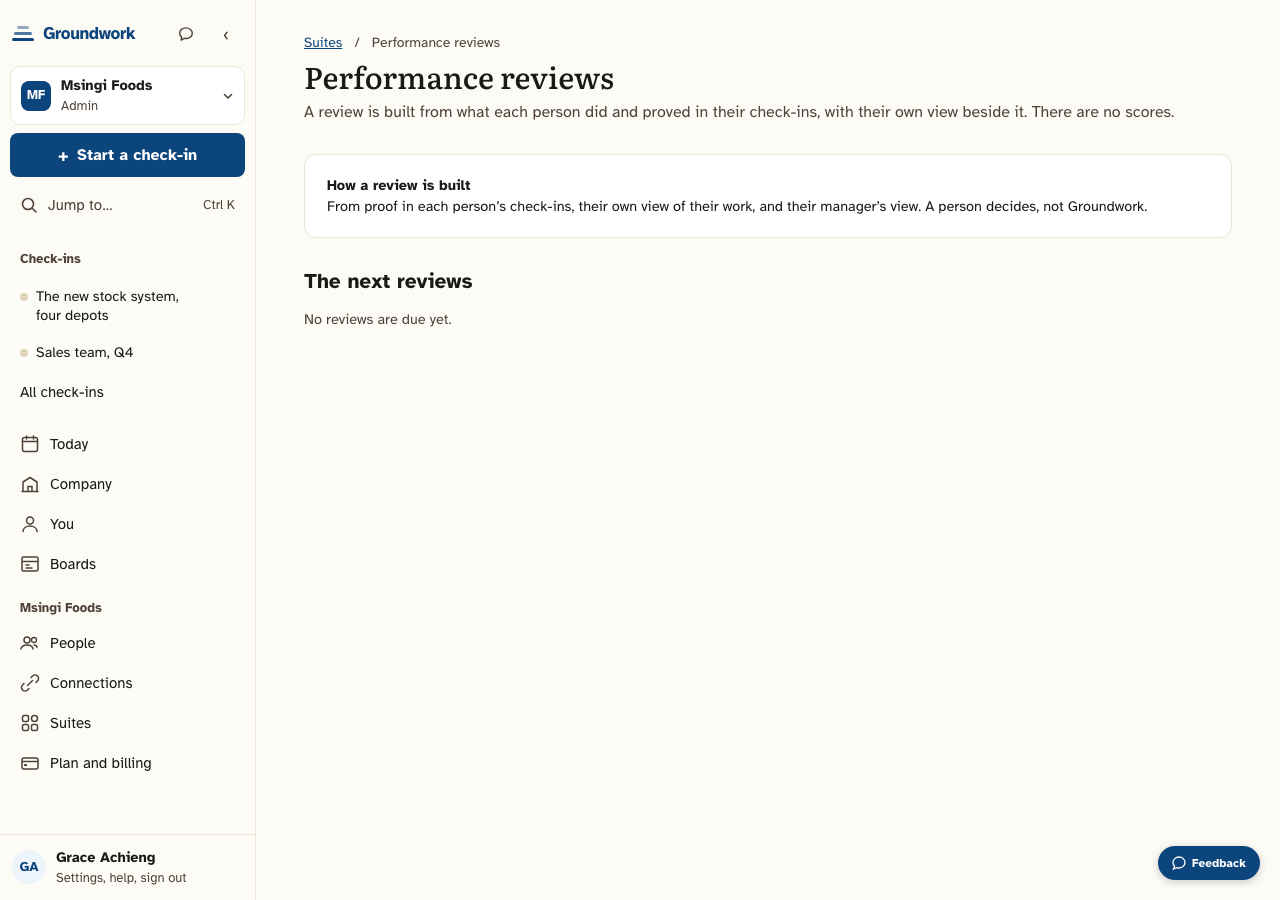 Groundwork
MF
Msingi Foods
Admin
+ Start a check-in
Jump to...
Ctrl K
Check-ins
The new stock system,
four depots
Sales team, Q4
All check-ins
Today
Company
You
Boards
Msingi Foods
People
Connections
Suites
Plan and billing
GA
Grace Achieng
Settings, help, sign out
Suites / Performance reviews
Performance reviews
A review is built from what each person did and proved in their check-ins, with their own view beside it. There are no scores.
How a review is built
From proof in each person’s check-ins, their own view of their work, and their manager’s view. A person decides, not Groundwork.
The next reviews
No reviews are due yet.
Feedback